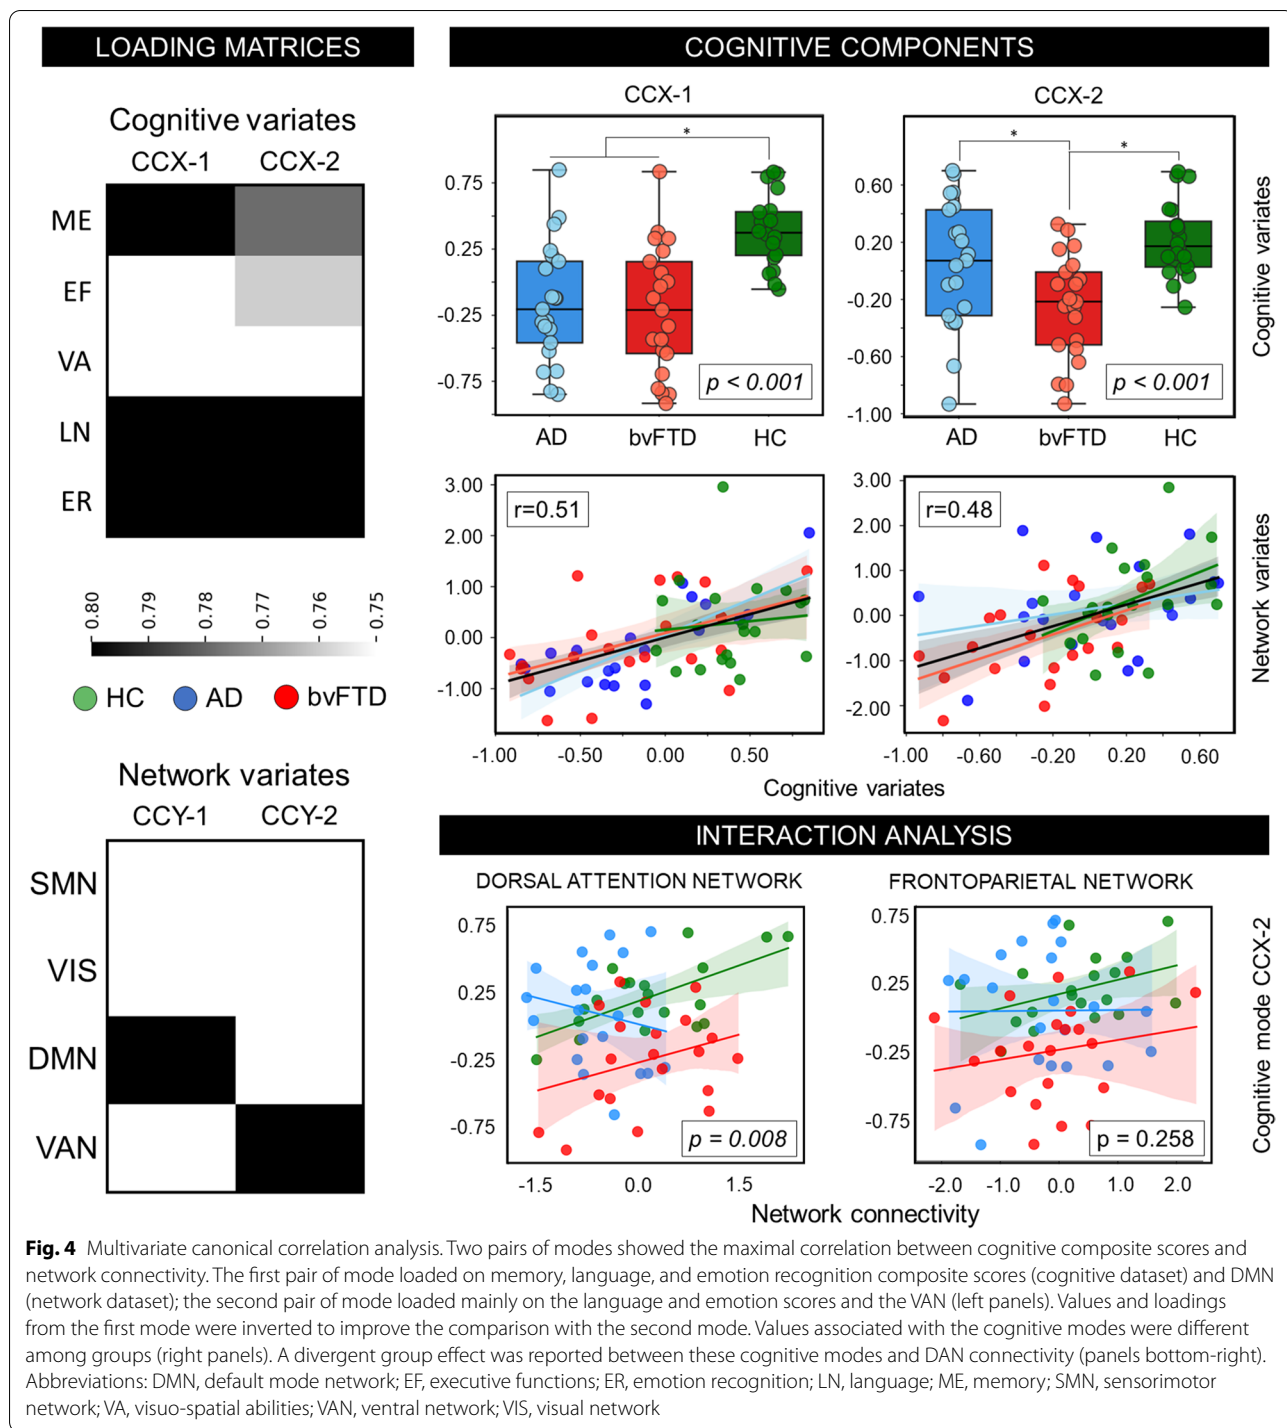 LOADING MATRICES
Cognitive variates
CCX-1 CCX-2
ME
EF
VA
LN
ER
0.80 0.79 0.78 0.77 0.76 0.75
HC AD bvFTD
Network variates
CCY-1 CCY-2
SMN
VIS
DMN
VAN
COGNITIVE COMPONENTS
CCX-1
*
0.75
0.25
-0.25
-0.75
p < 0.001
AD bvFTD HC
CCX-2
* *
0.60
0.20
-0.20
-0.60
-1.00
p < 0.001
AD bvFTD HC
Cognitive variates
3.00
2.00
1.00
0.00
-1.00
r=0.51
-1.00 -0.50 0.00 0.50
3.00
2.00
1.00
0.00
-1.00
-2.00
r=0.48
-1.00 -0.60 -0.20 0.20 0.60
Network variates
Cognitive variates
INTERACTION ANALYSIS
DORSAL ATTENTION NETWORK
0.75
0.25
-0.25
-0.75
p = 0.008
-1.5 0.0 1.5
FRONTOPARIETAL NETWORK
0.75
0.25
-0.25
-0.75
p = 0.258
-2.0 -1.0 0.0 1.0 2.0
Cognitive mode CCX-2
Network connectivity
Fig. 4 Multivariate canonical correlation analysis. Two pairs of modes showed the maximal correlation between cognitive composite scores and
network connectivity. The first pair of mode loaded on memory, language, and emotion recognition composite scores (cognitive dataset) and DMN
(network dataset); the second pair of mode loaded mainly on the language and emotion scores and the VAN (left panels). Values and loadings
from the first mode were inverted to improve the comparison with the second mode. Values associated with the cognitive modes were different
among groups (right panels). A divergent group effect was reported between these cognitive modes and DAN connectivity (panels bottom-right).
Abbreviations: DMN, default mode network; EF, executive functions; ER, emotion recognition; LN, language; ME, memory; SMN, sensorimotor
network; VA, visuo-spatial abilities; VAN, ventral network; VIS, visual network